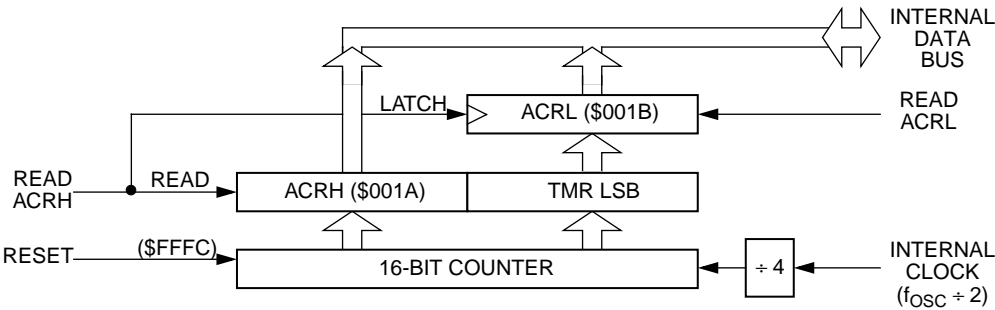 INTERNAL
DATA
BUS
LATCH
ACRL ($001B)
READ
ACRL
READ
ACRH
READ
ACRH ($001A)
TMR LSB
RESET
($FFFC)
16-BIT COUNTER
÷ 4
INTERNAL
CLOCK
(fOSC ÷ 2)